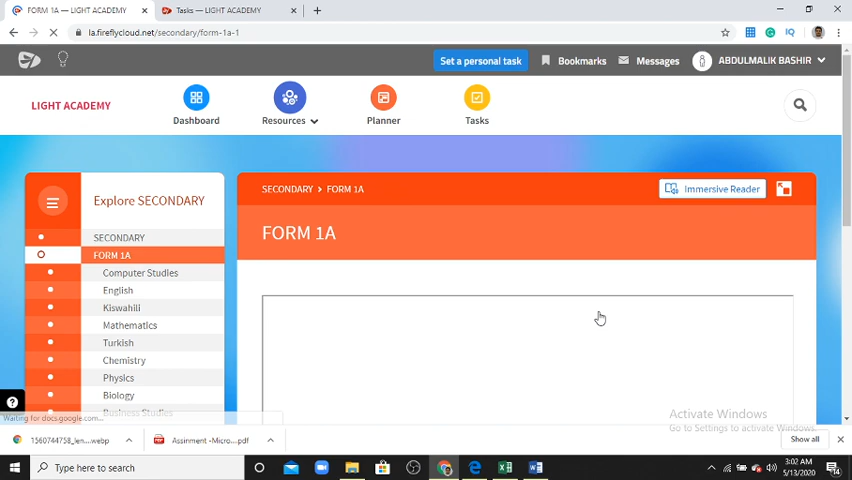 FORM 1A — LIGHT ACADEMY
Tasks — LIGHT ACADEMY
la.fireflycloud.net/secondary/form-1a-1
Set a personal task
Bookmarks
Messages
ABDULMALIK BASHIR
LIGHT ACADEMY
Dashboard
Resources
Planner
Tasks
Explore SECONDARY
SECONDARY
FORM 1A
Computer Studies
English
Kiswahili
Mathematics
Turkish
Chemistry
Physics
Biology
Business Studies
SECONDARY > FORM 1A
Immersive Reader
FORM 1A
Waiting for docs.google.com...
Activate Windows
Go to Settings to activate Windows.
1560744758_len....webp
Assinment -Micro....pdf
Show all
Type here to search
3:02 AM
5/13/2020
14